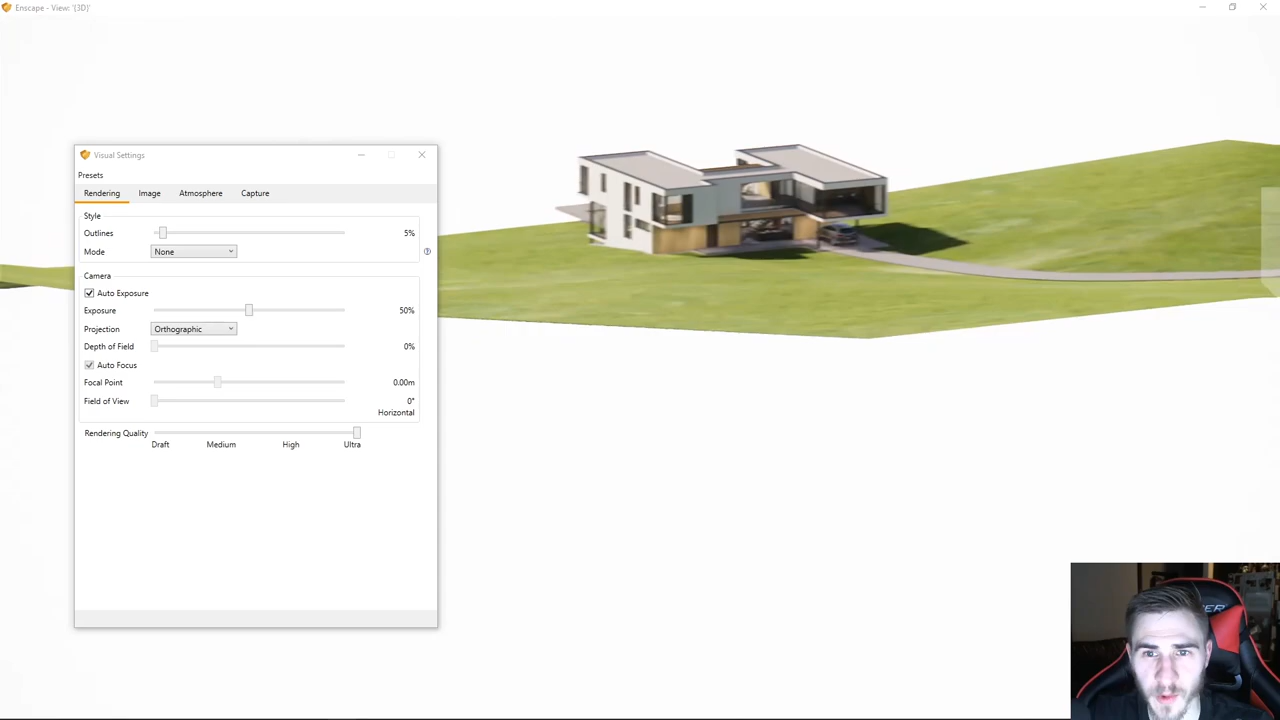 Enscape - View: '{3D}'
Visual Settings
Presets
Rendering Image Atmosphere Capture
Style
Outlines 5%
Mode None
Camera
Auto Exposure
Exposure 50%
Projection Orthographic
Depth of Field 0%
Auto Focus
Focal Point 0.00m
Field of View 0°
Horizontal
Rendering Quality
Draft Medium High Ultra